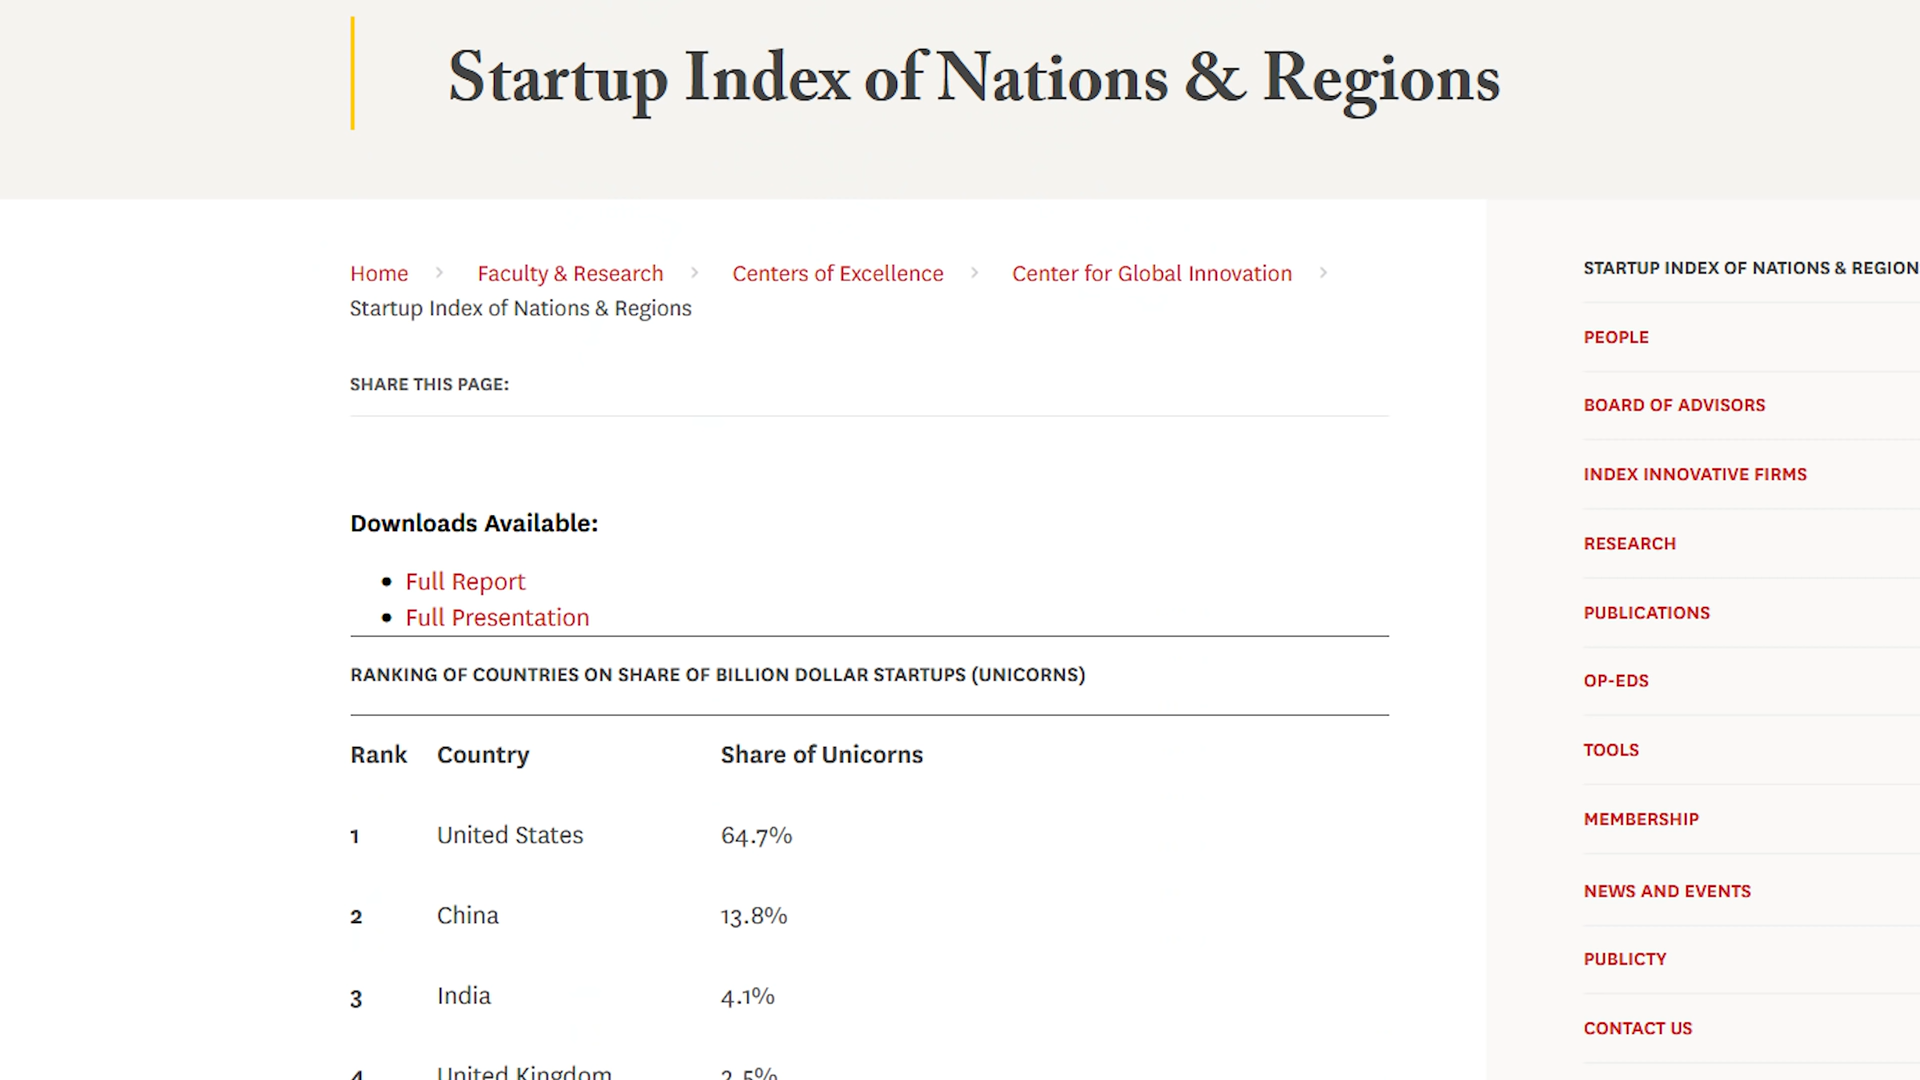 Startup Index of Nations & Regions
Home
Faculty & Research
Centers of Excellence
Center for Global Innovation
Startup Index of Nations & Regions
SHARE THIS PAGE:
Downloads Available:
Full Report
Full Presentation
RANKING OF COUNTRIES ON SHARE OF BILLION DOLLAR STARTUPS (UNICORNS)
Rank Country Share of Unicorns
1 United States 64.7%
2 China 13.8%
3 India 4.1%
4 United Kingdom 2.5%
STARTUP INDEX OF NATIONS & REGION
PEOPLE
BOARD OF ADVISORS
INDEX INNOVATIVE FIRMS
RESEARCH
PUBLICATIONS
OP-EDS
TOOLS
MEMBERSHIP
NEWS AND EVENTS
PUBLICTY
CONTACT US